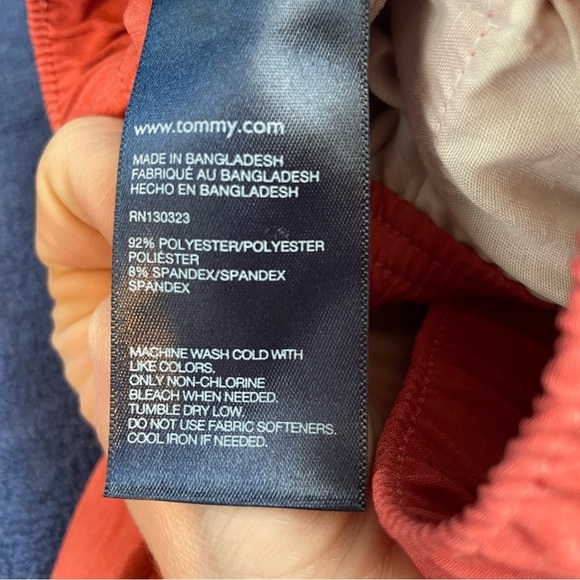 www.tommy.com
MADE IN BANGLADESH
FABRIQUÉ AU BANGLADESH
HECHO EN BANGLADESH
RN130323
92% POLYESTER/POLYESTER
POLIÉSTER
8% SPANDEX/SPANDEX
SPANDEX
MACHINE WASH COLD WITH
LIKE COLORS.
ONLY NON-CHLORINE
BLEACH WHEN NEEDED.
TUMBLE DRY LOW.
DO NOT USE FABRIC SOFTENERS.
COOL IRON IF NEEDED.